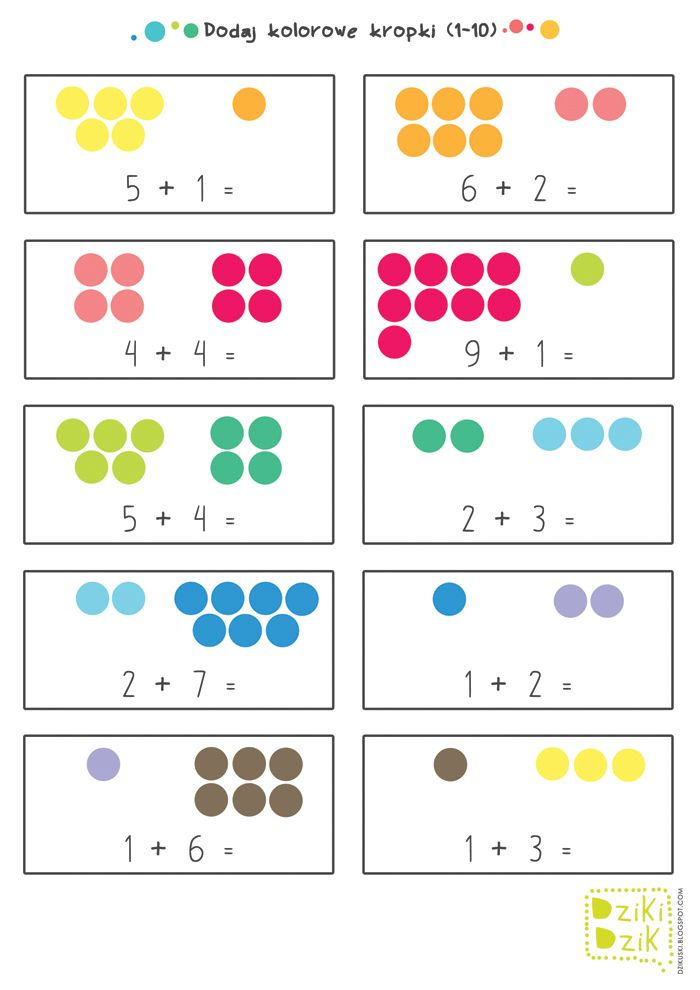 Dodaj kolorowe kropki (1-10)
5 + 1 =
6 + 2 =
4 + 4 =
9 + 1 =
5 + 4 =
2 + 3 =
2 + 7 =
1 + 2 =
1 + 6 =
1 + 3 =
Dziki
Dzik
DZIKUSKI.BLOGSPOT.COM